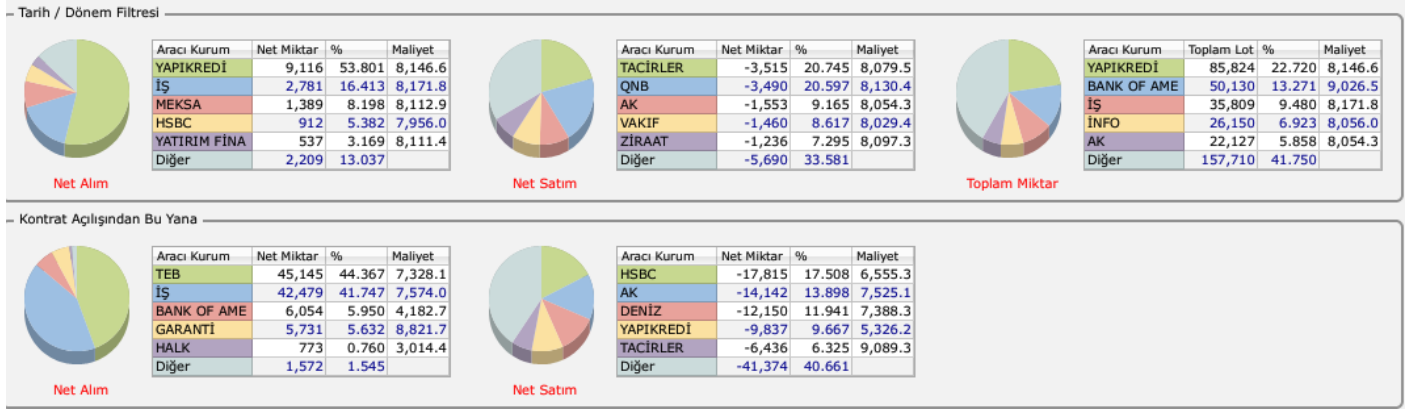 Tarih / Dönem Filtresi
Aracı Kurum Net Miktar % Maliyet
YAPIKREDİ 9,116 53.801 8,146.6
İŞ 2,781 16.413 8,171.8
MEKSA 1,389 8.198 8,112.9
HSBC 912 5.382 7,956.0
YATIRIM FİNA 537 3.169 8,111.4
Diğer 2,209 13.037
Net Alım
Aracı Kurum Net Miktar % Maliyet
TACİRLER -3,515 20.745 8,079.5
QNB -3,490 20.597 8,130.4
AK -1,553 9.165 8,054.3
VAKIF -1,460 8.617 8,029.4
ZİRAAT -1,236 7.295 8,097.3
Diğer -5,690 33.581
Net Satım
Aracı Kurum Toplam Lot % Maliyet
YAPIKREDİ 85,824 22.720 8,146.6
BANK OF AME 50,130 13.271 9,026.5
İŞ 35,809 9.480 8,171.8
İNFO 26,150 6.923 8,056.0
AK 22,127 5.858 8,054.3
Diğer 157,710 41.750
Toplam Miktar
Kontrat Açılışından Bu Yana
Aracı Kurum Net Miktar % Maliyet
TEB 45,145 44.367 7,328.1
İŞ 42,479 41.747 7,574.0
BANK OF AME 6,054 5.950 4,182.7
GARANTİ 5,731 5.632 8,821.7
HALK 773 0.760 3,014.4
Diğer 1,572 1.545
Net Alım
Aracı Kurum Net Miktar % Maliyet
HSBC -17,815 17.508 6,555.3
AK -14,142 13.898 7,525.1
DENİZ -12,150 11.941 7,388.3
YAPIKREDİ -9,837 9.667 5,326.2
TACİRLER -6,436 6.325 9,089.3
Diğer -41,374 40.661
Net Satım